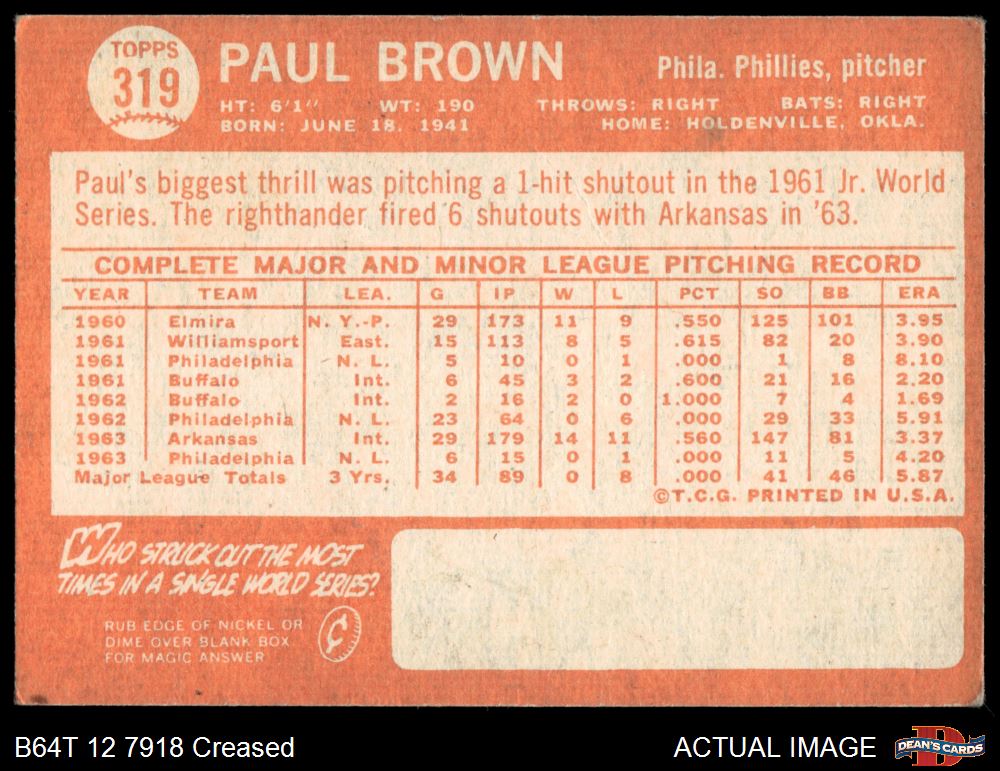 TOPPS
319
PAUL BROWN
Phila. Phillies, pitcher
HT: 6'1" WT: 190 THROWS: RIGHT BATS: RIGHT
BORN: JUNE 18, 1941 HOME: HOLDENVILLE, OKLA.
Paul's biggest thrill was pitching a 1-hit shutout in the 1961 Jr. World
Series. The righthander fired 6 shutouts with Arkansas in '63.
COMPLETE MAJOR AND MINOR LEAGUE PITCHING RECORD
YEAR TEAM LEA. G IP W L PCT SO BB ERA
1960 Elmira N. Y.-P. 29 173 11 9 .550 125 101 3.95
1961 Williamsport East. 15 113 8 5 .615 82 20 3.90
1961 Philadelphia N. L. 5 10 0 1 .000 1 8 8.10
1961 Buffalo Int. 6 45 3 2 .600 21 16 2.20
1962 Buffalo Int. 2 16 2 0 1.000 7 4 1.69
1962 Philadelphia N. L. 23 64 0 6 .000 29 33 5.91
1963 Arkansas Int. 29 179 14 11 .560 147 81 3.37
1963 Philadelphia N. L. 6 15 0 1 .000 11 5 4.20
Major League Totals 3 Yrs. 34 89 0 8 .000 41 46 5.87
©T.C.G. PRINTED IN U.S.A.
WHO STRUCK OUT THE MOST
TIMES IN A SINGLE WORLD SERIES?
RUB EDGE OF NICKEL OR
DIME OVER BLANK BOX
FOR MAGIC ANSWER
¢
B64T 12 7918 Creased
ACTUAL IMAGE
DEAN'S CARDS